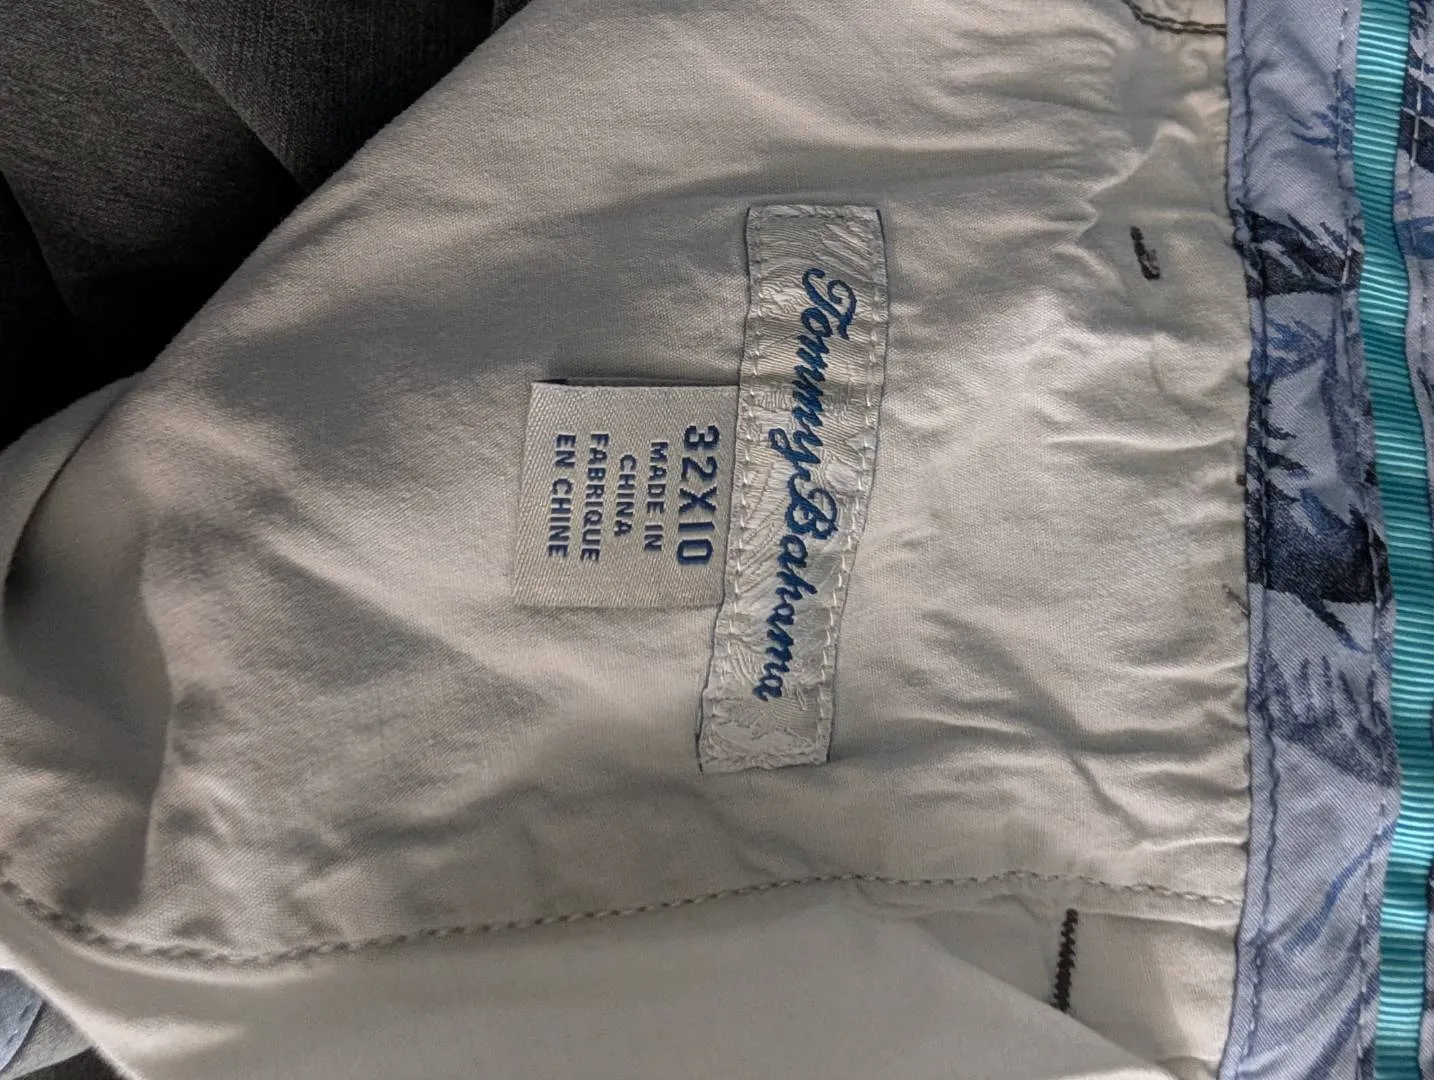 Tommy Bahama
32X10
MADE IN
CHINA
FABRIQUE
EN CHINE